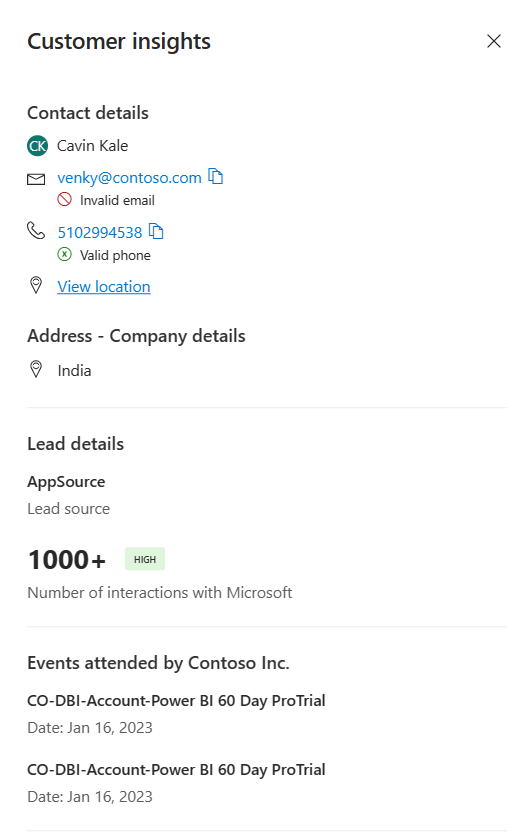 Customer insights
Contact details
CK Cavin Kale
venky@contoso.com
Invalid email
5102994538
X Valid phone
View location
Address - Company details
India
Lead details
AppSource
Lead source
1000+ HIGH
Number of interactions with Microsoft
Events attended by Contoso Inc.
CO-DBI-Account-Power BI 60 Day ProTrial
Date: Jan 16, 2023
CO-DBI-Account-Power BI 60 Day ProTrial
Date: Jan 16, 2023